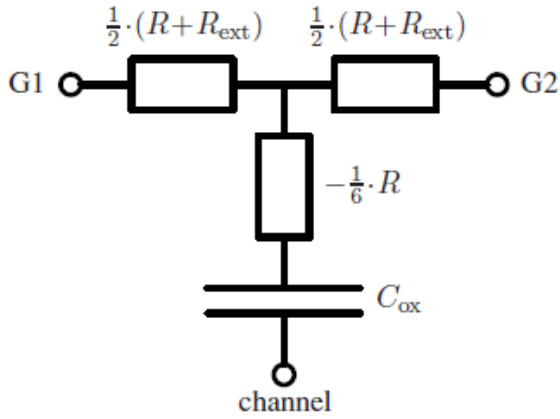 ½·(R+R_ext) ½·(R+R_ext)
G1 G2
−⅙·R
C_ox
channel